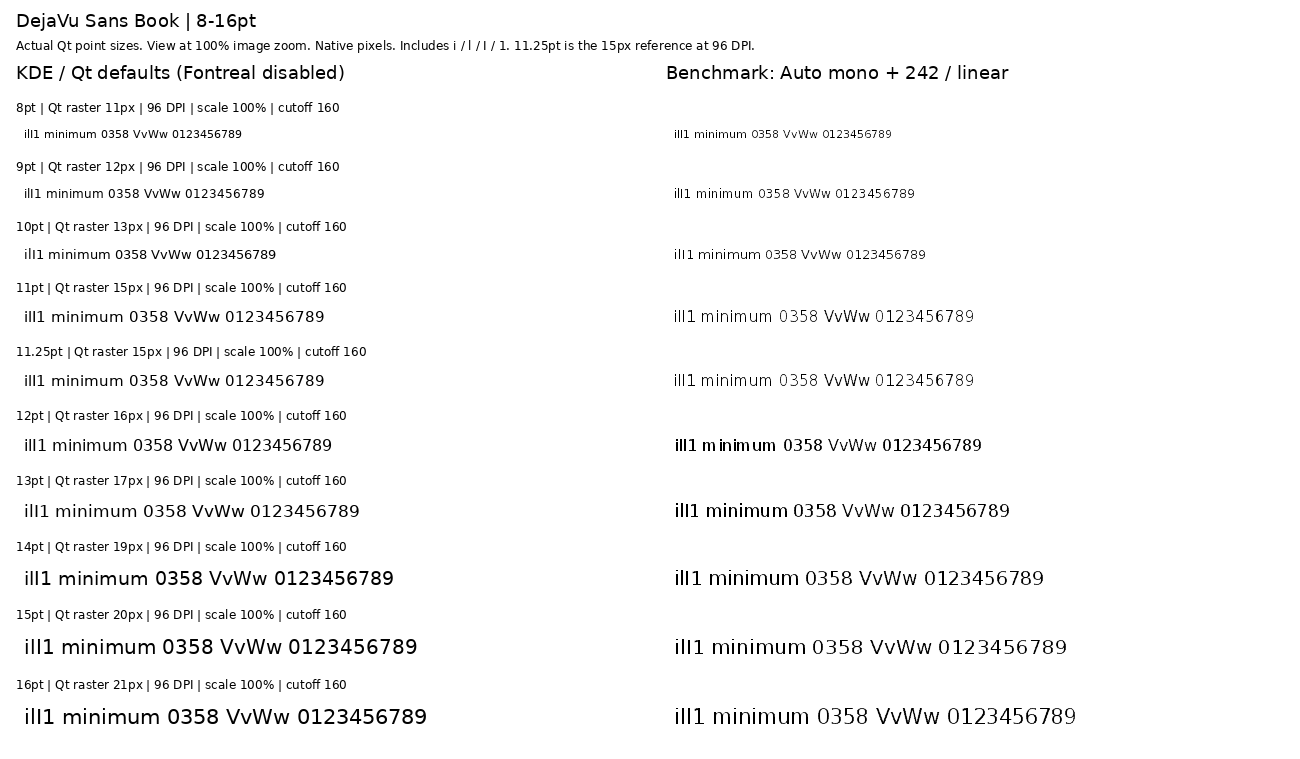 DejaVu Sans Book | 8-16pt
Actual Qt point sizes. View at 100% image zoom. Native pixels. Includes i / l / I / 1. 11.25pt is the 15px reference at 96 DPI.
KDE / Qt defaults (Fontreal disabled)
Benchmark: Auto mono + 242 / linear
8pt | Qt raster 11px | 96 DPI | scale 100% | cutoff 160
ilI1 minimum 0358 VvWw 0123456789
ilI1 minimum 0358 VvWw 0123456789
9pt | Qt raster 12px | 96 DPI | scale 100% | cutoff 160
ilI1 minimum 0358 VvWw 0123456789
ilI1 minimum 0358 VvWw 0123456789
10pt | Qt raster 13px | 96 DPI | scale 100% | cutoff 160
ilI1 minimum 0358 VvWw 0123456789
ilI1 minimum 0358 VvWw 0123456789
11pt | Qt raster 15px | 96 DPI | scale 100% | cutoff 160
ilI1 minimum 0358 VvWw 0123456789
ilI1 minimum 0358 VvWw 0123456789
11.25pt | Qt raster 15px | 96 DPI | scale 100% | cutoff 160
ilI1 minimum 0358 VvWw 0123456789
ilI1 minimum 0358 VvWw 0123456789
12pt | Qt raster 16px | 96 DPI | scale 100% | cutoff 160
ilI1 minimum 0358 VvWw 0123456789
ilI1 minimum 0358 VvWw 0123456789
13pt | Qt raster 17px | 96 DPI | scale 100% | cutoff 160
ilI1 minimum 0358 VvWw 0123456789
ilI1 minimum 0358 VvWw 0123456789
14pt | Qt raster 19px | 96 DPI | scale 100% | cutoff 160
ilI1 minimum 0358 VvWw 0123456789
ilI1 minimum 0358 VvWw 0123456789
15pt | Qt raster 20px | 96 DPI | scale 100% | cutoff 160
ilI1 minimum 0358 VvWw 0123456789
ilI1 minimum 0358 VvWw 0123456789
16pt | Qt raster 21px | 96 DPI | scale 100% | cutoff 160
ilI1 minimum 0358 VvWw 0123456789
ilI1 minimum 0358 VvWw 0123456789